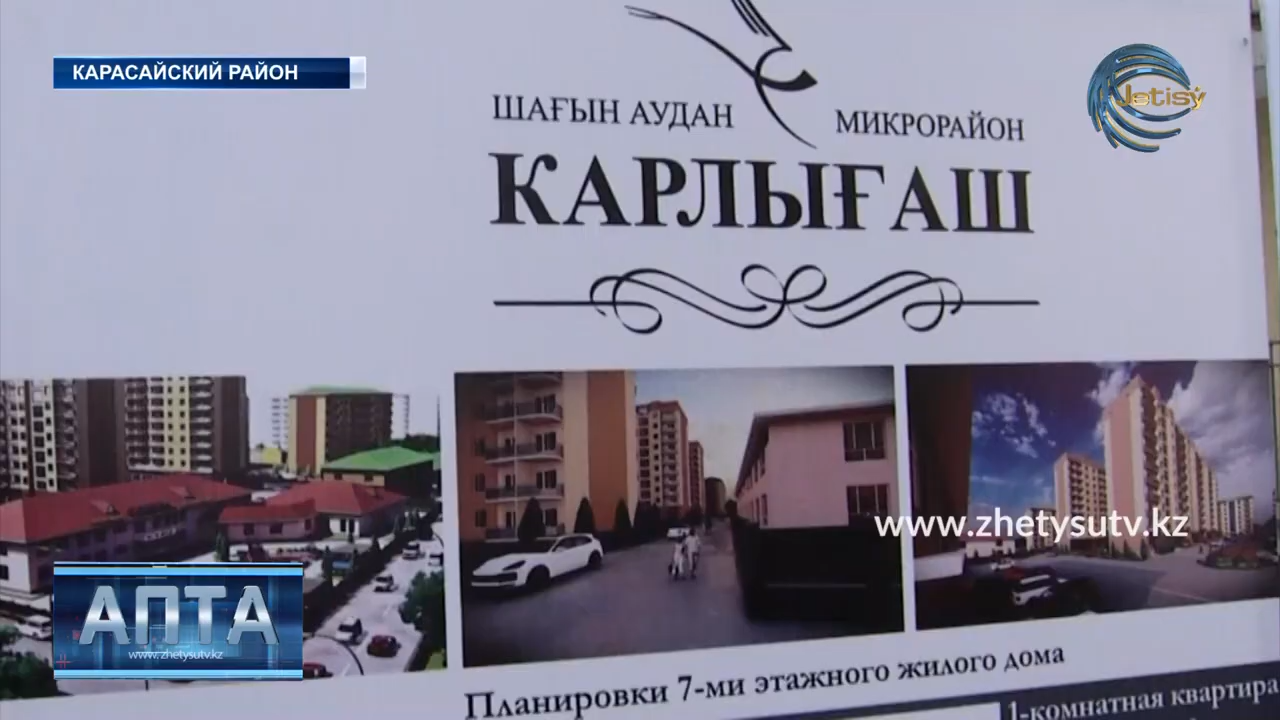 КАРАСАЙСКИЙ РАЙОН
Jetisý
ШАҒЫН АУДАН МИКРОРАЙОН
КАРЛЫҒАШ
www.zhetysutv.kz
АПТА
www.zhetysutv.kz
Планировки 7-ми этажного жилого дома
1-комнатная квартира